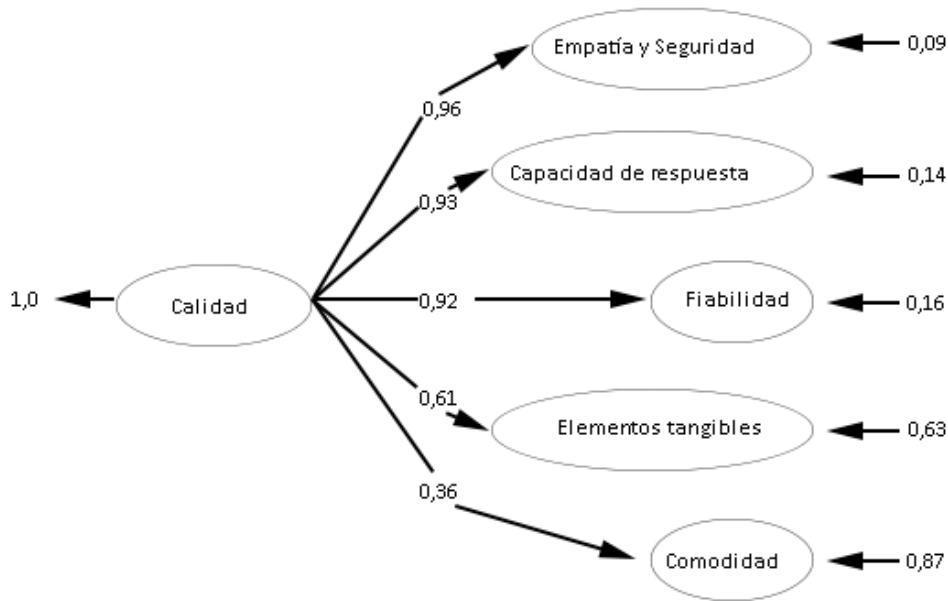 Empatía y Seguridad
0,09
0,96
Capacidad de respuesta
0,14
0,93
1,0
Calidad
0,92
Fiabilidad
0,16
0,61
Elementos tangibles
0,63
0,36
Comodidad
0,87